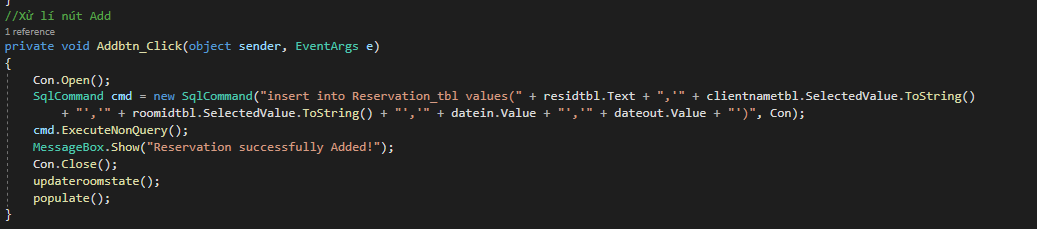 }
//Xử lí nút Add
1 reference
private void Addbtn_Click(object sender, EventArgs e)
{
    Con.Open();
    SqlCommand cmd = new SqlCommand("insert into Reservation_tbl values(" + residtbl.Text + ",'" + clientnametbl.SelectedValue.ToString()
        + "','" + roomidtbl.SelectedValue.ToString() + "','" + datein.Value + "','" + dateout.Value + "')", Con);
    cmd.ExecuteNonQuery();
    MessageBox.Show("Reservation successfully Added!");
    Con.Close();
    updateroomstate();
    populate();
}